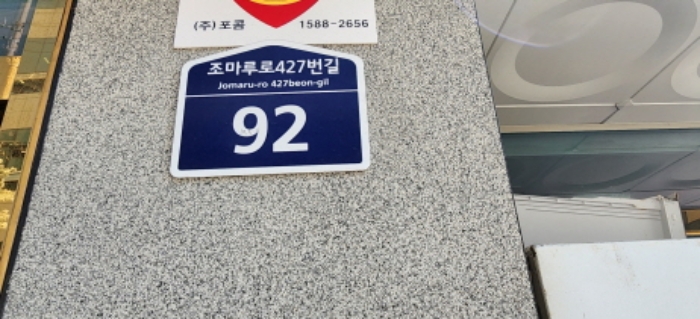 (주) 포콤 1588-2656
조마루로427번길
Jomaru-ro 427beon-gil
92